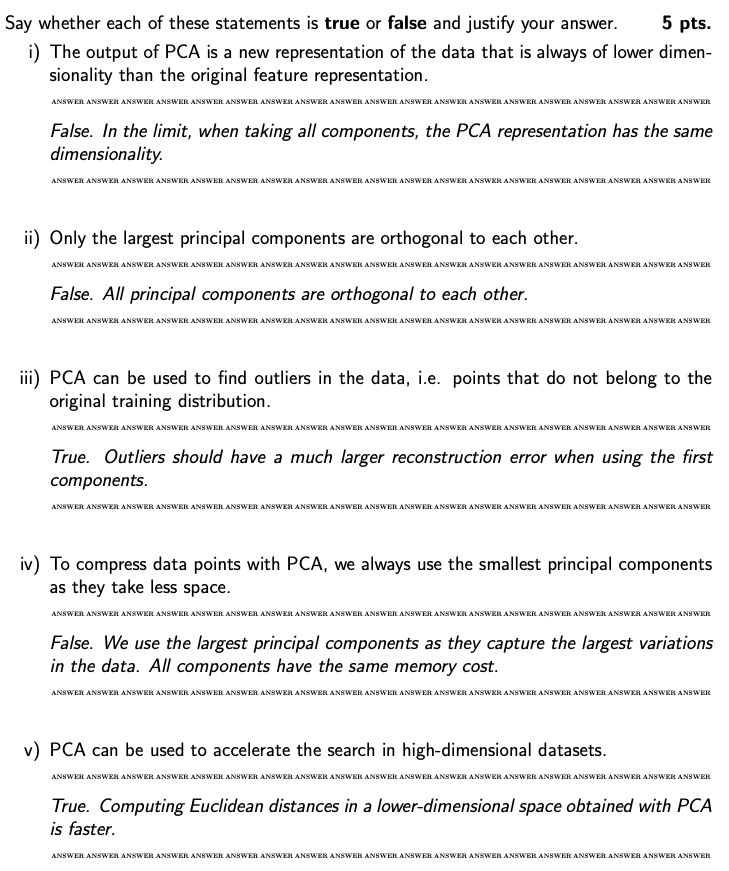 Say whether each of these statements is true or false and justify your answer. 5 pts.
i) The output of PCA is a new representation of the data that is always of lower dimen-
sionality than the original feature representation.
ANSWER ANSWER ANSWER ANSWER ANSWER ANSWER ANSWER ANSWER ANSWER ANSWER ANSWER ANSWER ANSWER ANSWER ANSWER ANSWER ANSWER ANSWER ANSWER
False. In the limit, when taking all components, the PCA representation has the same
dimensionality.
ANSWER ANSWER ANSWER ANSWER ANSWER ANSWER ANSWER ANSWER ANSWER ANSWER ANSWER ANSWER ANSWER ANSWER ANSWER ANSWER ANSWER ANSWER ANSWER
ii) Only the largest principal components are orthogonal to each other.
ANSWER ANSWER ANSWER ANSWER ANSWER ANSWER ANSWER ANSWER ANSWER ANSWER ANSWER ANSWER ANSWER ANSWER ANSWER ANSWER ANSWER ANSWER ANSWER
False. All principal components are orthogonal to each other.
ANSWER ANSWER ANSWER ANSWER ANSWER ANSWER ANSWER ANSWER ANSWER ANSWER ANSWER ANSWER ANSWER ANSWER ANSWER ANSWER ANSWER ANSWER ANSWER
iii) PCA can be used to find outliers in the data, i.e. points that do not belong to the
original training distribution.
ANSWER ANSWER ANSWER ANSWER ANSWER ANSWER ANSWER ANSWER ANSWER ANSWER ANSWER ANSWER ANSWER ANSWER ANSWER ANSWER ANSWER ANSWER ANSWER
True. Outliers should have a much larger reconstruction error when using the first
components.
ANSWER ANSWER ANSWER ANSWER ANSWER ANSWER ANSWER ANSWER ANSWER ANSWER ANSWER ANSWER ANSWER ANSWER ANSWER ANSWER ANSWER ANSWER ANSWER
iv) To compress data points with PCA, we always use the smallest principal components
as they take less space.
ANSWER ANSWER ANSWER ANSWER ANSWER ANSWER ANSWER ANSWER ANSWER ANSWER ANSWER ANSWER ANSWER ANSWER ANSWER ANSWER ANSWER ANSWER ANSWER
False. We use the largest principal components as they capture the largest variations
in the data. All components have the same memory cost.
ANSWER ANSWER ANSWER ANSWER ANSWER ANSWER ANSWER ANSWER ANSWER ANSWER ANSWER ANSWER ANSWER ANSWER ANSWER ANSWER ANSWER ANSWER ANSWER
v) PCA can be used to accelerate the search in high-dimensional datasets.
ANSWER ANSWER ANSWER ANSWER ANSWER ANSWER ANSWER ANSWER ANSWER ANSWER ANSWER ANSWER ANSWER ANSWER ANSWER ANSWER ANSWER ANSWER ANSWER
True. Computing Euclidean distances in a lower-dimensional space obtained with PCA
is faster.
ANSWER ANSWER ANSWER ANSWER ANSWER ANSWER ANSWER ANSWER ANSWER ANSWER ANSWER ANSWER ANSWER ANSWER ANSWER ANSWER ANSWER ANSWER ANSWER